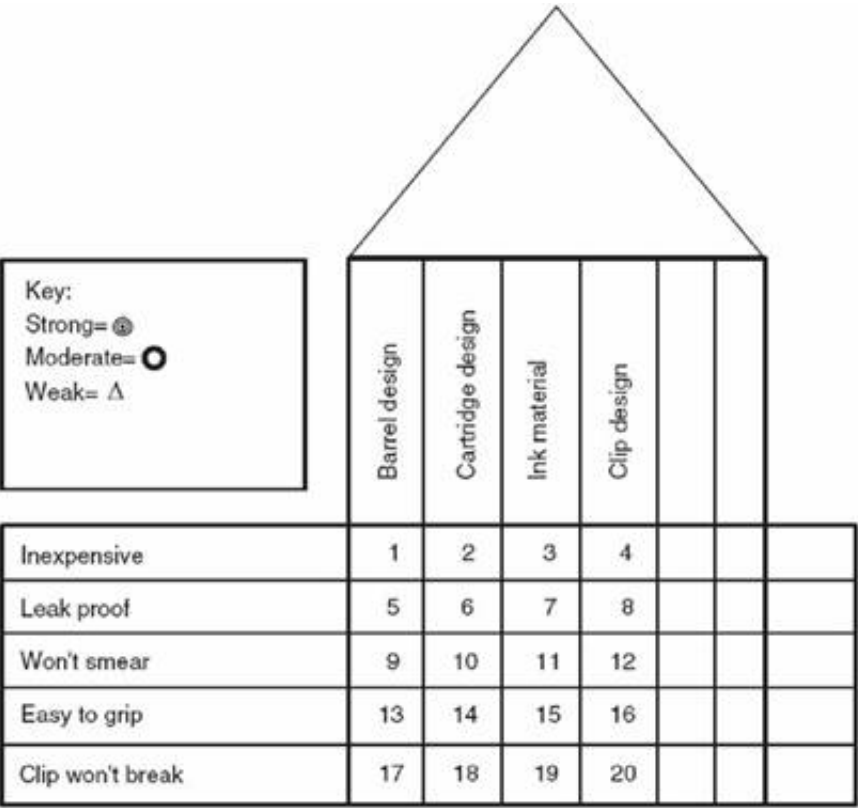 Key:
Strong=
Moderate=
Weak= Δ
Barrel design
Cartridge design
Ink material
Clip design
Inexpensive 1 2 3 4
Leak proof 5 6 7 8
Won't smear 9 10 11 12
Easy to grip 13 14 15 16
Clip won't break 17 18 19 20